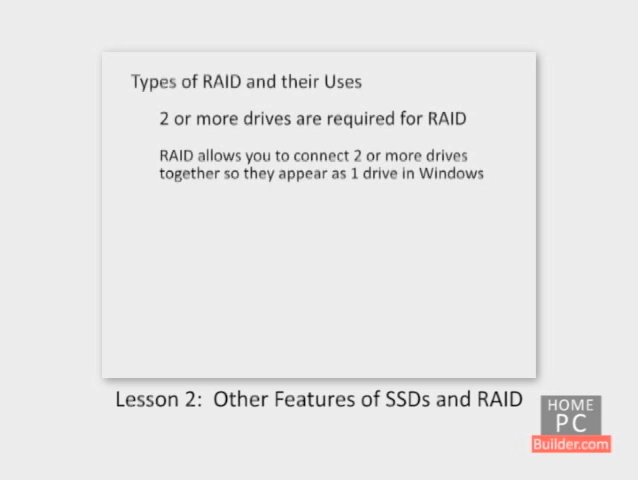 Types of RAID and their Uses
2 or more drives are required for RAID
RAID allows you to connect 2 or more drives
together so they appear as 1 drive in Windows
Lesson 2: Other Features of SSDs and RAID
HOME
PC
Builder.com